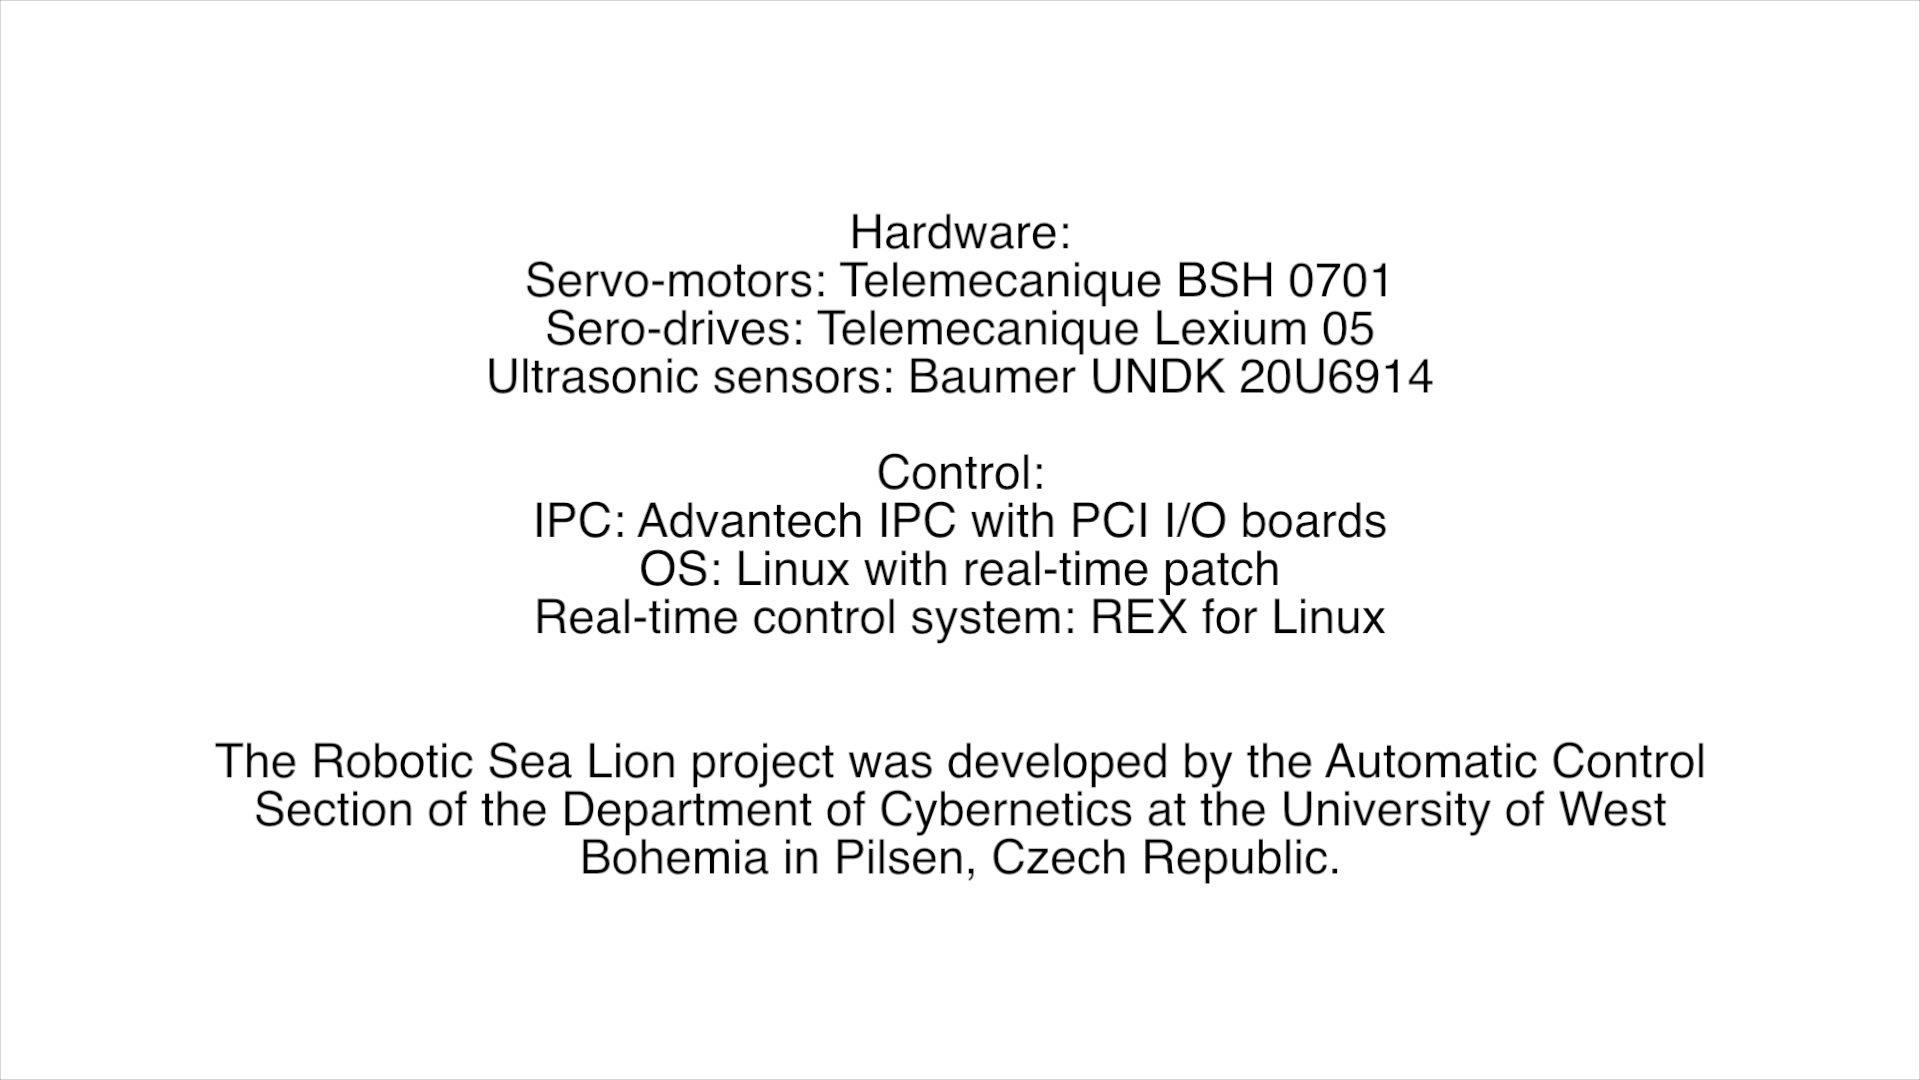 Hardware:
Servo-motors: Telemecanique BSH 0701
Sero-drives: Telemecanique Lexium 05
Ultrasonic sensors: Baumer UNDK 20U6914
Control:
IPC: Advantech IPC with PCI I/O boards
OS: Linux with real-time patch
Real-time control system: REX for Linux
The Robotic Sea Lion project was developed by the Automatic Control
Section of the Department of Cybernetics at the University of West
Bohemia in Pilsen, Czech Republic.